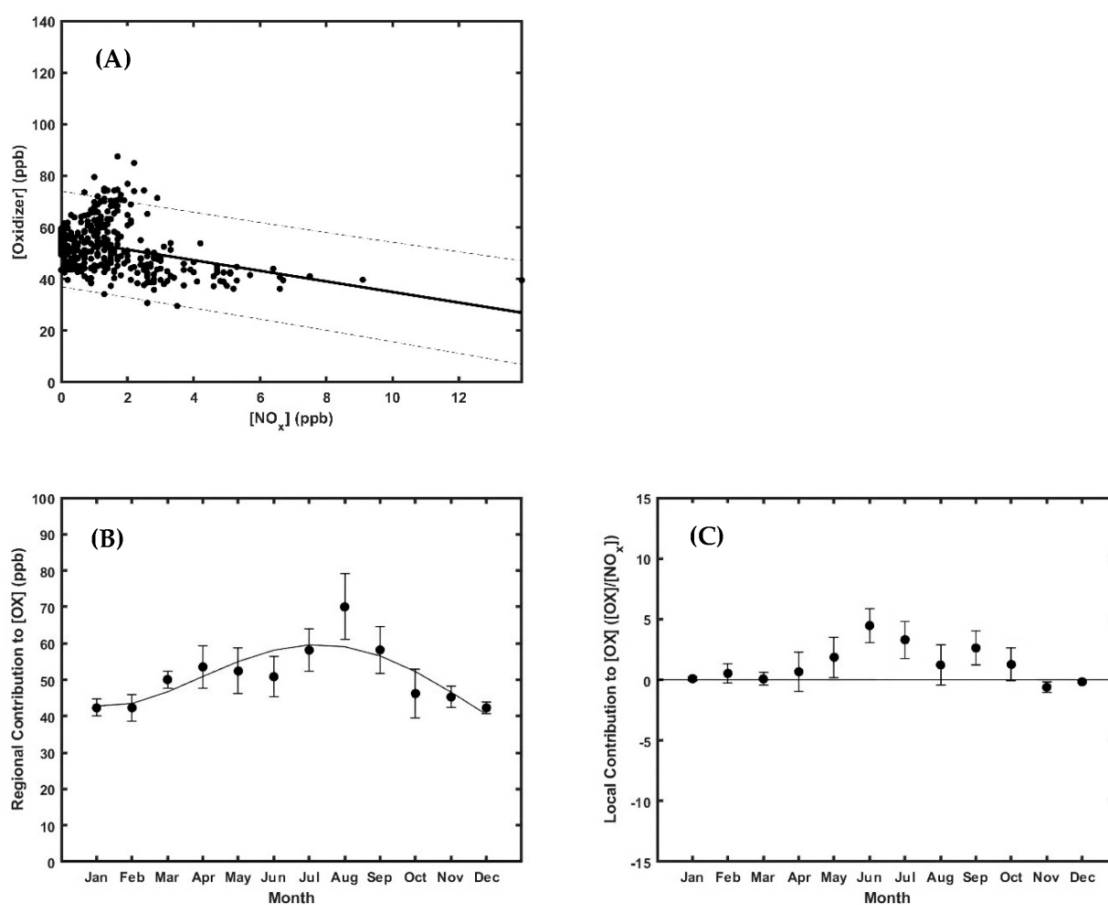 (A)
[Oxidizer] (ppb)
140
120
100
80
60
40
20
0
0 2 4 6 8 10 12
[NOx] (ppb)
(B)
Regional Contribution to [OX] (ppb)
100
90
80
70
60
50
40
30
20
10
0
Jan Feb Mar Apr May Jun Jul Aug Sep Oct Nov Dec
Month
(C)
Local Contribution to [OX] ([OX]/[NOx])
15
10
5
0
-5
-10
-15
Jan Feb Mar Apr May Jun Jul Aug Sep Oct Nov Dec
Month